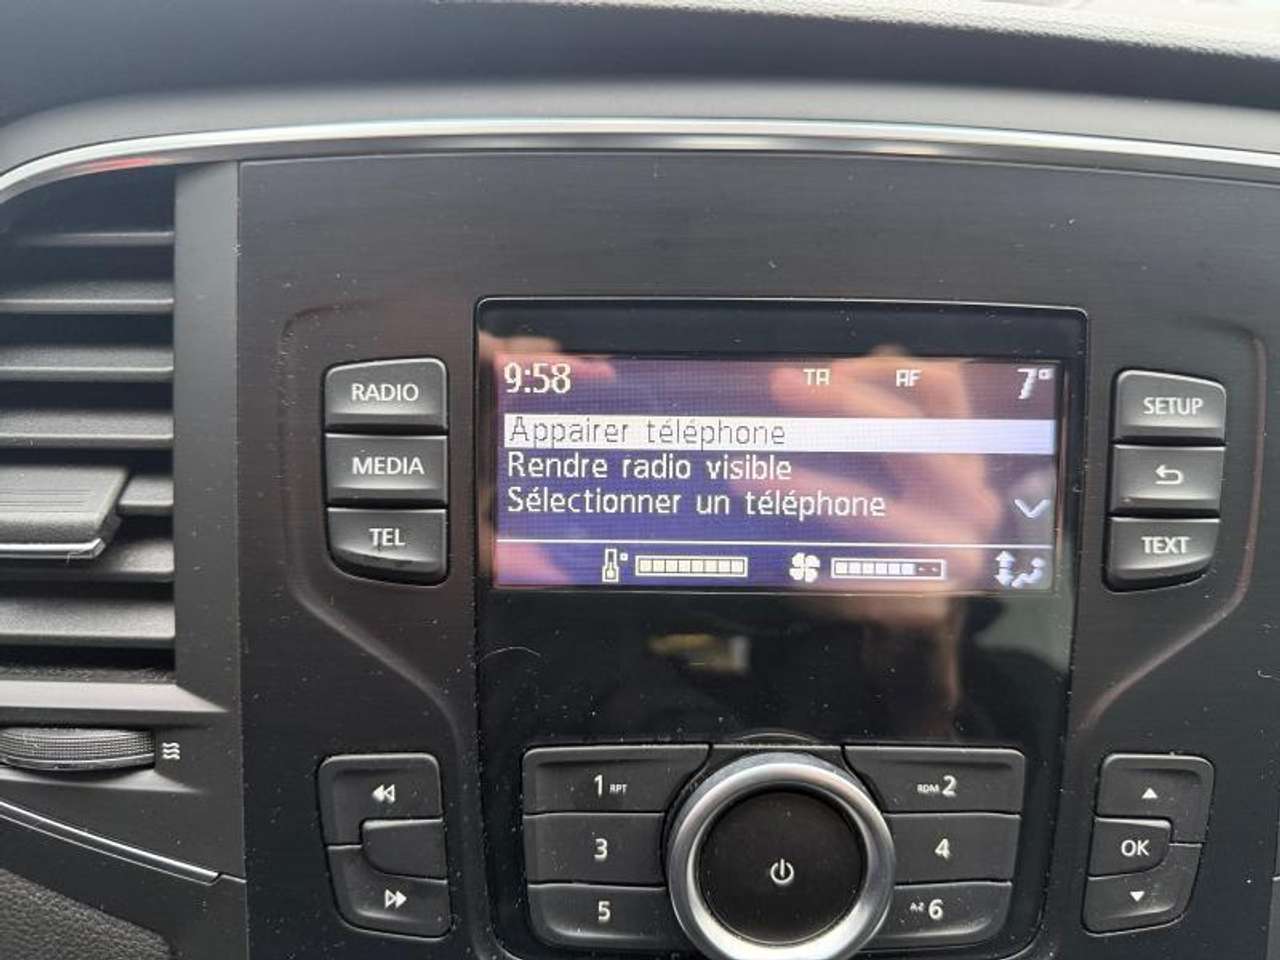 9:58 TA AF 7°
Appairer téléphone
Rendre radio visible
Sélectionner un téléphone
RADIO
MEDIA
TEL
SETUP
TEXT
1 RPT
RDM 2
3
4
5
A-Z 6
OK